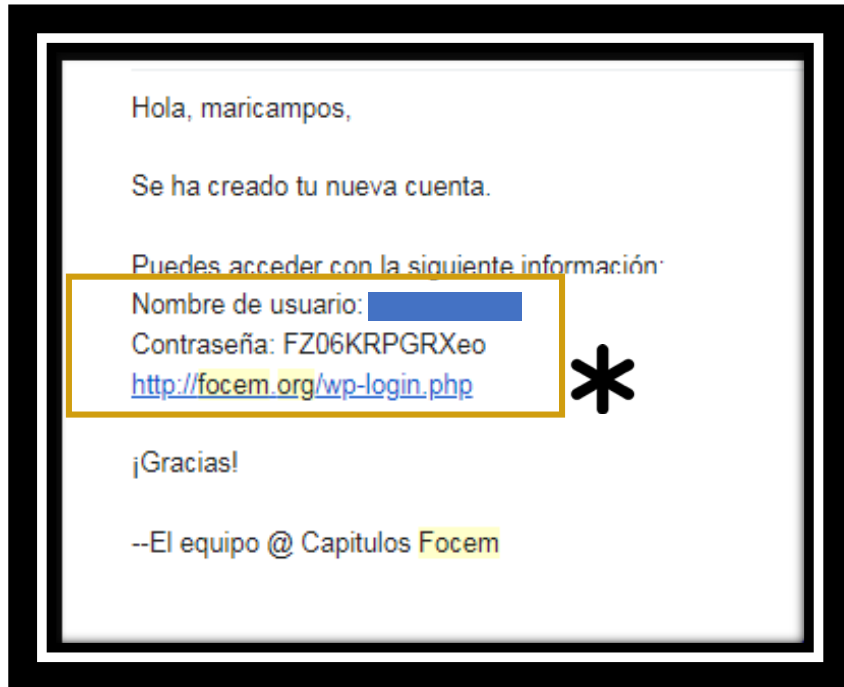 Hola, maricampos,
Se ha creado tu nueva cuenta.
Puedes acceder con la siguiente información:
Nombre de usuario:
Contraseña: FZ06KRPGRXeo
http://focem.org/wp-login.php
¡Gracias!
--El equipo @ Capitulos Focem